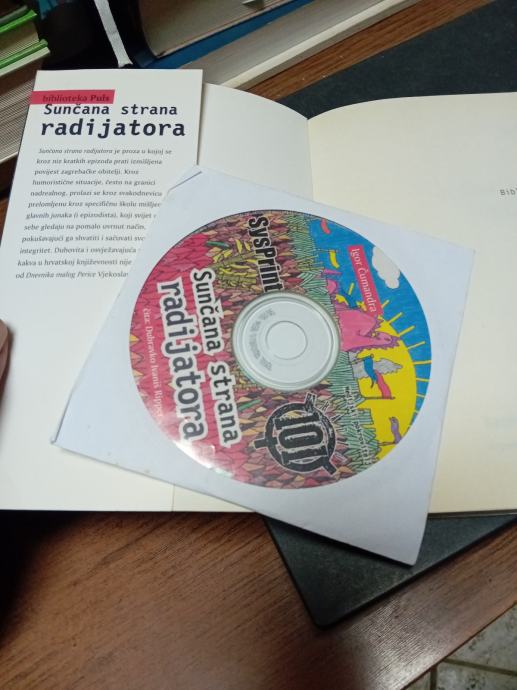 biblioteka Puls
Sunčana strana
radijatora
Sunčana strana radijatora je proza u kojoj se
kroz niz kratkih epizoda prati izmišljena
povijest zagrebačke obitelji. Kroz
humoristične situacije, često na granici
nadrealnog, prolazi se kroz svakodnevicu
prelomljenu kroz specifičnu školu mišljen
glavnih junaka (i epizodista), koji svijet o
sebe gledaju na pomalo uvrnut način,
pokušavajući ga shvatiti i sačuvati svo
integritet. Duhovita i osvježavajuća
kakva u hrvatskoj književnosti nije
od Dnevnika malog Perice Vjekoslav
Bib
SysPrint
Igor Čumandra
Sunčana strana
radijatora
čita: Dubravko Ivaniš Ripper
101